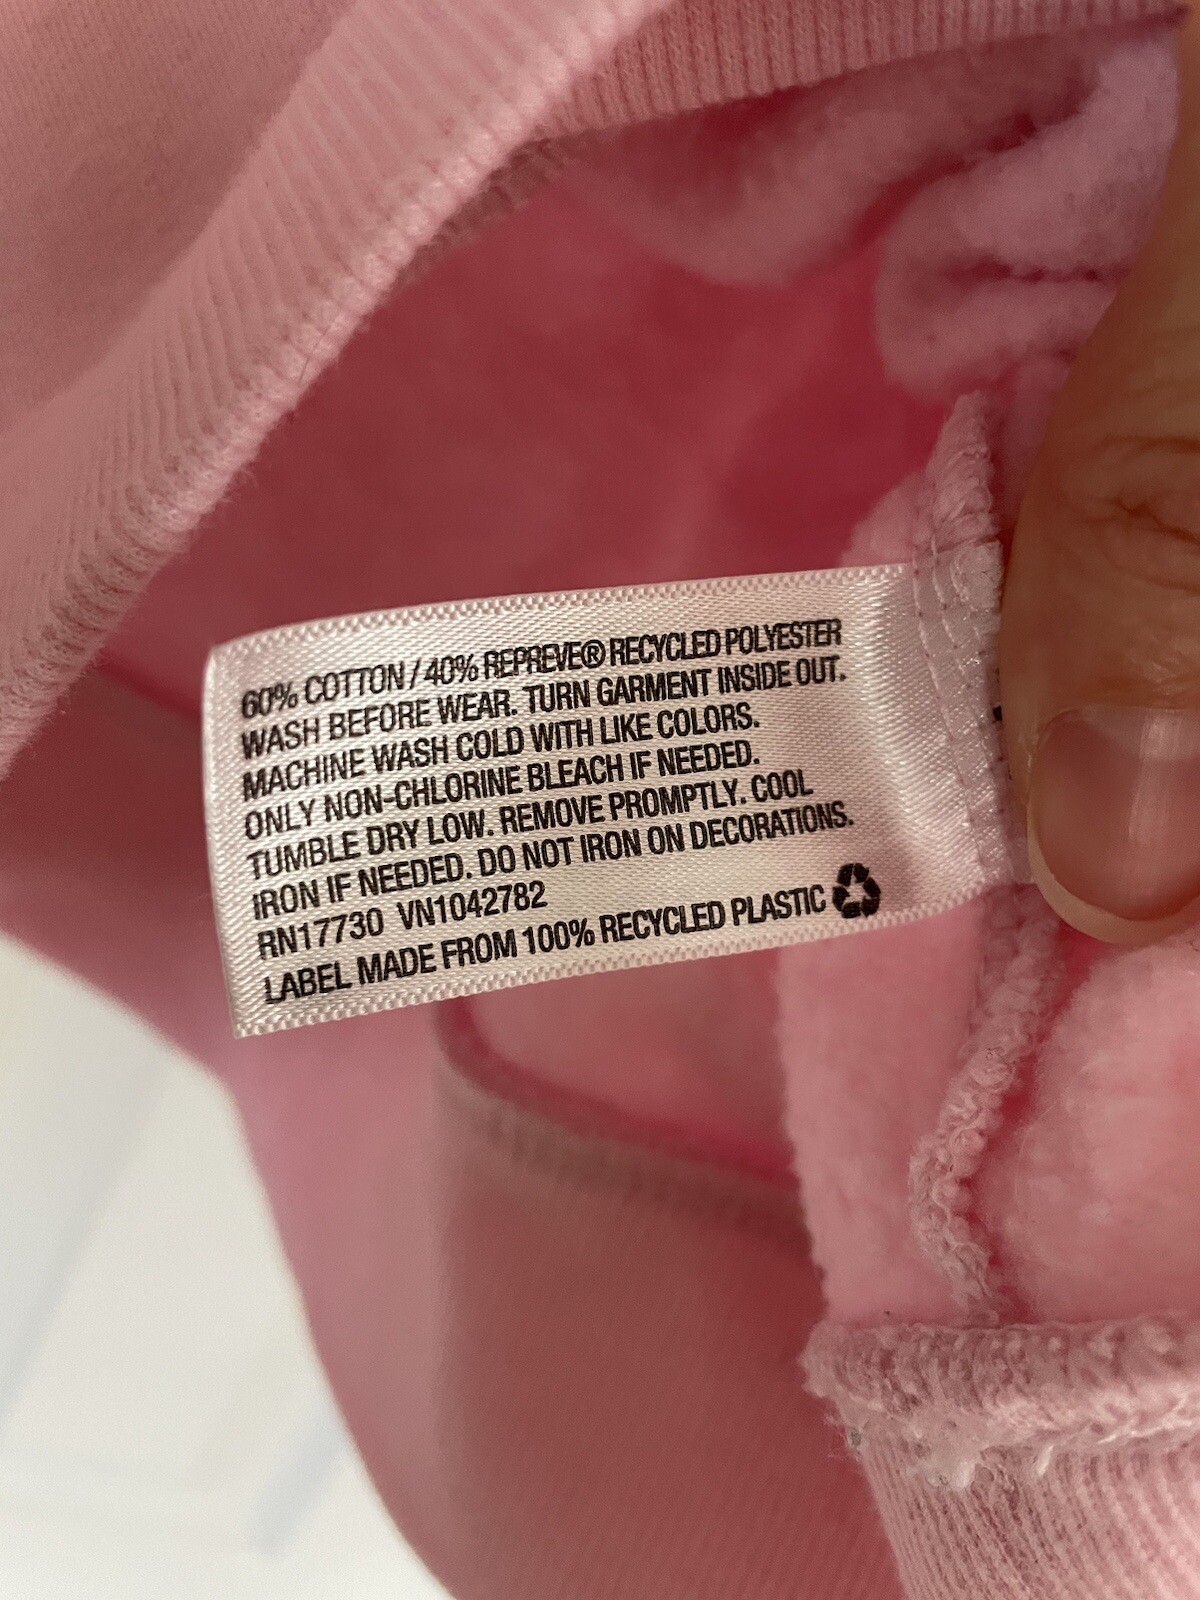 60% COTTON / 40% REPREVE® RECYCLED POLYESTER
WASH BEFORE WEAR. TURN GARMENT INSIDE OUT.
MACHINE WASH COLD WITH LIKE COLORS.
ONLY NON-CHLORINE BLEACH IF NEEDED.
TUMBLE DRY LOW. REMOVE PROMPTLY. COOL
IRON IF NEEDED. DO NOT IRON ON DECORATIONS.
RN17730 VN1042782
LABEL MADE FROM 100% RECYCLED PLASTIC